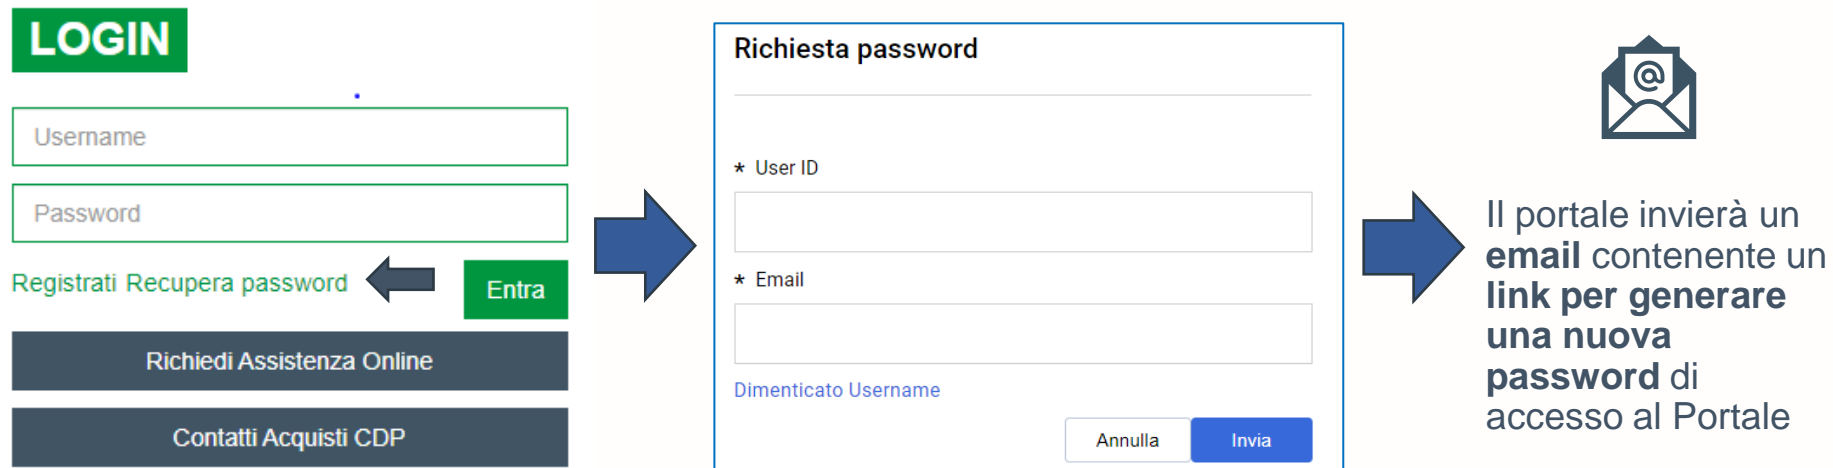 LOGIN
Username
Password
Registrati Recupera password
Entra
Richiedi Assistenza Online
Contatti Acquisti CDP
Richiesta password
* User ID
* Email
Dimenticato Username
Annulla
Invia
@
Il portale invierà un
email contenente un
link per generare
una nuova
password di
accesso al Portale